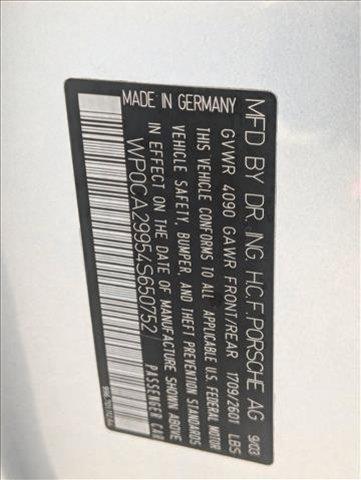 MFD BY DR. ING. H.C.F. PORSCHE AG 9/03
GVWR 4090 GAWR FRONT/REAR 1709/2601 LBS
THIS VEHICLE CONFORMS TO ALL APPLICABLE U.S. FEDERAL MOTOR
VEHICLE SAFETY, BUMPER, AND THEFT PREVENTION STANDARDS
IN EFFECT ON THE DATE OF MANUFACTURE SHOWN ABOVE
WP0CA29954S650752 PASSENGER CAR
MADE IN GERMANY